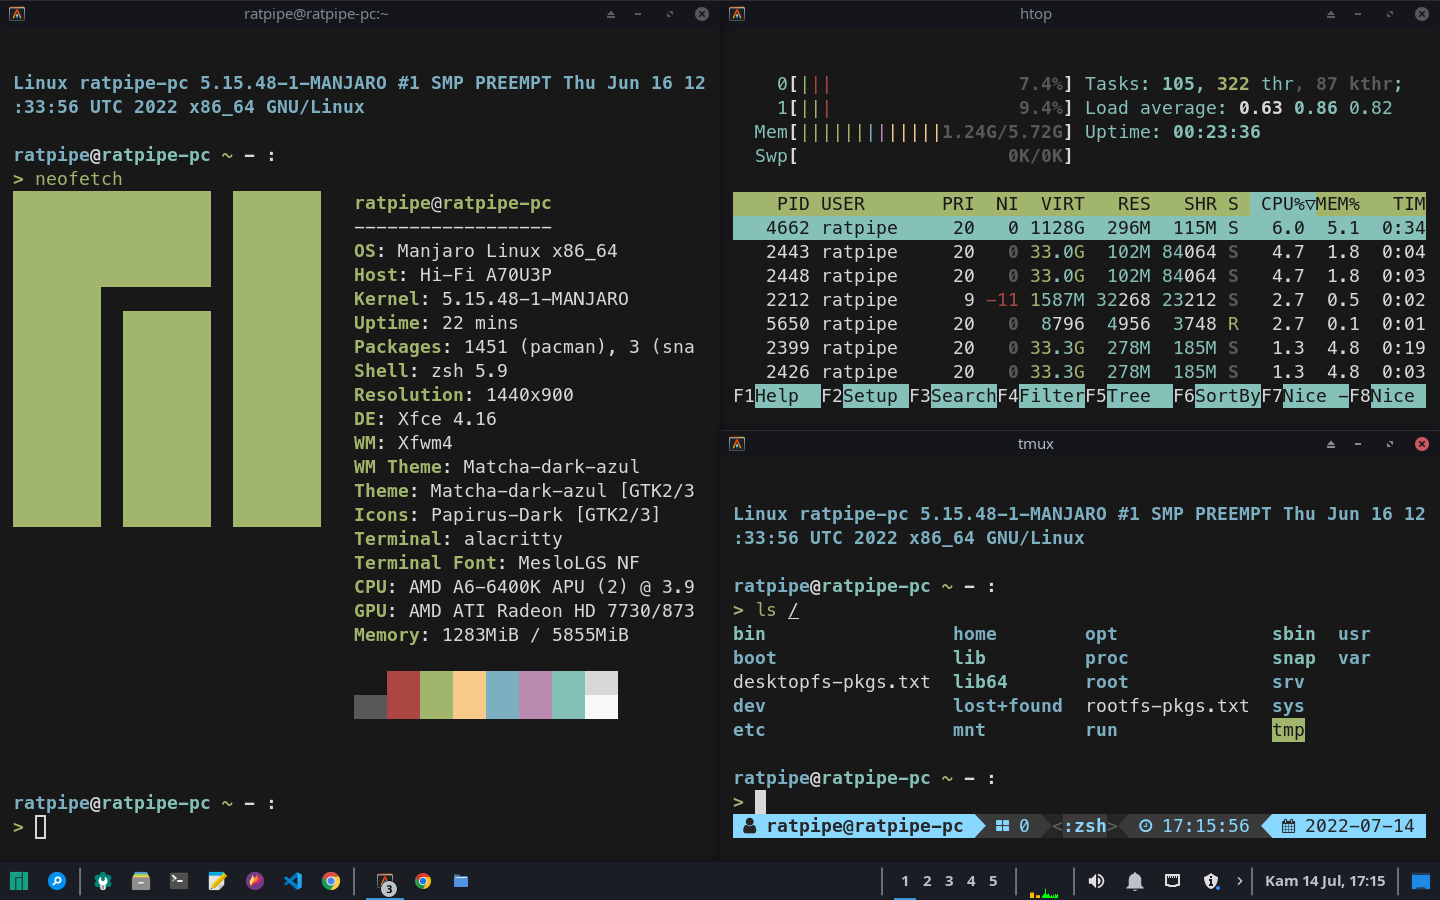 ratpipe@ratpipe-pc:~
Linux ratpipe-pc 5.15.48-1-MANJARO #1 SMP PREEMPT Thu Jun 16 12
:33:56 UTC 2022 x86_64 GNU/Linux
ratpipe@ratpipe-pc ~ - :
> neofetch
ratpipe@ratpipe-pc
------------------
OS: Manjaro Linux x86_64
Host: Hi-Fi A70U3P
Kernel: 5.15.48-1-MANJARO
Uptime: 22 mins
Packages: 1451 (pacman), 3 (sna
Shell: zsh 5.9
Resolution: 1440x900
DE: Xfce 4.16
WM: Xfwm4
WM Theme: Matcha-dark-azul
Theme: Matcha-dark-azul [GTK2/3
Icons: Papirus-Dark [GTK2/3]
Terminal: alacritty
Terminal Font: MesloLGS NF
CPU: AMD A6-6400K APU (2) @ 3.9
GPU: AMD ATI Radeon HD 7730/873
Memory: 1283MiB / 5855MiB
ratpipe@ratpipe-pc ~ - :
>
htop
0[||| 7.4%] Tasks: 105, 322 thr, 87 kthr;
1[||| 9.4%] Load average: 0.63 0.86 0.82
Mem[|||||||||||||1.24G/5.72G] Uptime: 00:23:36
Swp[ 0K/0K]
PID USER PRI NI VIRT RES SHR S CPU%▽MEM% TIM
4662 ratpipe 20 0 1128G 296M 115M S 6.0 5.1 0:34
2443 ratpipe 20 0 33.0G 102M 84064 S 4.7 1.8 0:04
2448 ratpipe 20 0 33.0G 102M 84064 S 4.7 1.8 0:03
2212 ratpipe 9 -11 1587M 32268 23212 S 2.7 0.5 0:02
5650 ratpipe 20 0 8796 4956 3748 R 2.7 0.1 0:01
2399 ratpipe 20 0 33.3G 278M 185M S 1.3 4.8 0:19
2426 ratpipe 20 0 33.3G 278M 185M S 1.3 4.8 0:03
F1Help F2Setup F3SearchF4FilterF5Tree F6SortByF7Nice -F8Nice
tmux
Linux ratpipe-pc 5.15.48-1-MANJARO #1 SMP PREEMPT Thu Jun 16 12
:33:56 UTC 2022 x86_64 GNU/Linux
ratpipe@ratpipe-pc ~ - :
> ls /
bin home opt sbin usr
boot lib proc snap var
desktopfs-pkgs.txt lib64 root srv
dev lost+found rootfs-pkgs.txt sys
etc mnt run tmp
ratpipe@ratpipe-pc ~ - :
>
ratpipe@ratpipe-pc 0 <:zsh> 17:15:56 2022-07-14
3 1 2 3 4 5 Kam 14 Jul, 17:15